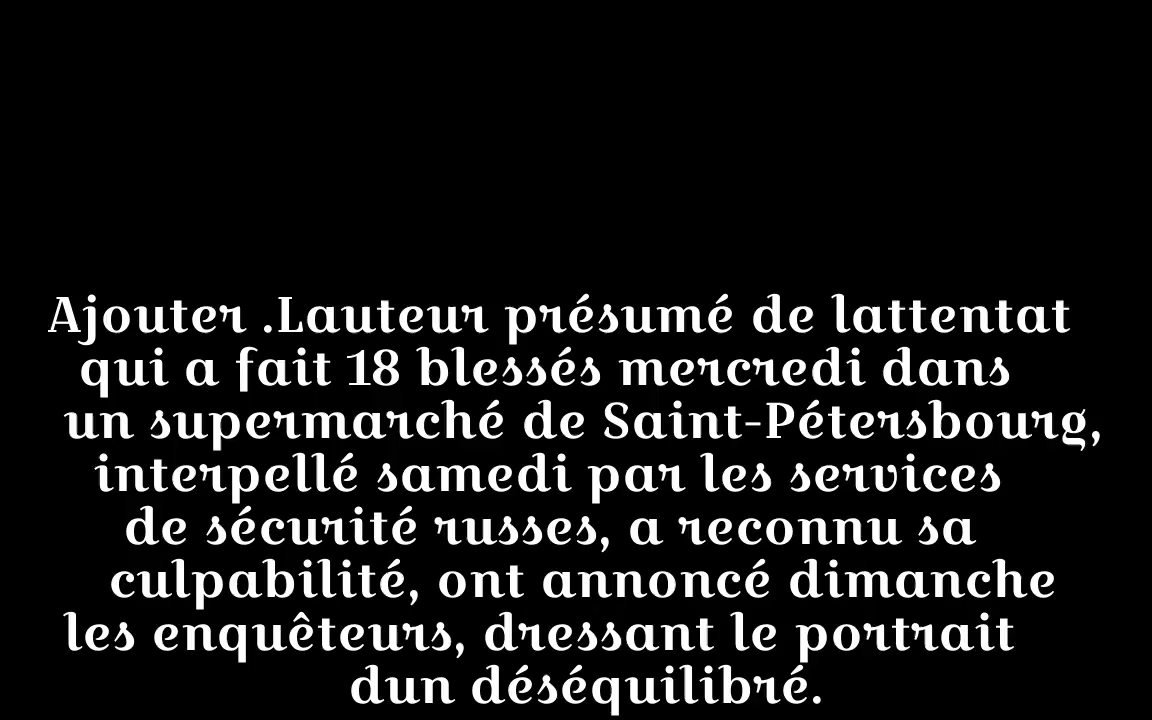 Ajouter .Lauteur présumé de lattentat
qui a fait 18 blessés mercredi dans
un supermarché de Saint-Pétersbourg,
interpellé samedi par les services
de sécurité russes, a reconnu sa
culpabilité, ont annoncé dimanche
les enquêteurs, dressant le portrait
dun déséquilibré.